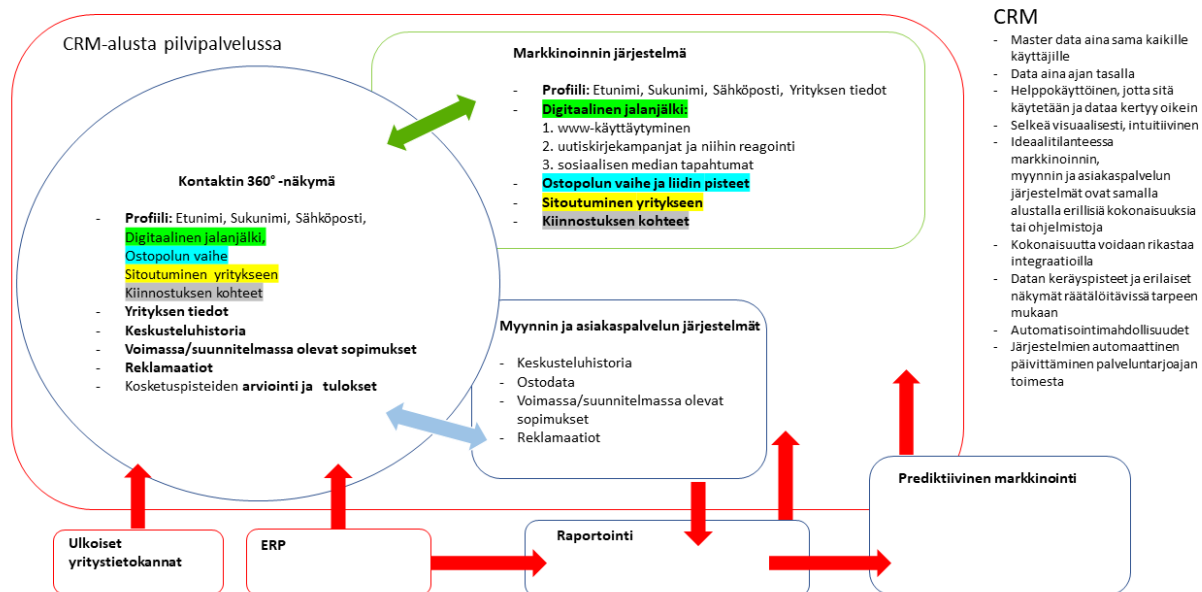 CRM-alusta pilvipalvelussa
Kontaktin 360° -näkymä
- Profiili: Etunimi, Sukunimi, Sähköposti,
Digitaalinen jalanjälki,
Ostopolun vaihe
Sitoutuminen yritykseen
Kiinnostuksen kohteet
- Yrityksen tiedot
- Keskusteluhistoria
- Voimassa/suunnitelmassa olevat sopimukset
- Reklamaatiot
- Kosketuspisteiden arviointi ja tulokset
Markkinoinnin järjestelmä
- Profiili: Etunimi, Sukunimi, Sähköposti, Yrityksen tiedot
- Digitaalinen jalanjälki:
1. www-käyttäytyminen
2. uutiskirjekampanjat ja niihin reagointi
3. sosiaalisen median tapahtumat
- Ostopolun vaihe ja liidin pisteet
- Sitoutuminen yritykseen
- Kiinnostuksen kohteet
Myynnin ja asiakaspalvelun järjestelmät
- Keskusteluhistoria
- Ostodata
- Voimassa/suunnitelmassa olevat
sopimukset
- Reklamaatiot
Ulkoiset
yritystietokannat
ERP
Raportointi
Prediktiivinen markkinointi
CRM
- Master data aina sama kaikille
käyttäjille
- Data aina ajan tasalla
- Helppokäyttöinen, jotta sitä
käytetään ja dataa kertyy oikein
- Selkeä visuaalisesti, intuitiivinen
- Ideaalitilanteessa
markkinoinnin,
myynnin ja asiakaspalvelun
järjestelmät ovat samalla
alustalla erillisiä kokonaisuuksia
tai ohjelmistoja
- Kokonaisuutta voidaan rikastaa
integraatioilla
- Datan keräyspisteet ja erilaiset
näkymät räätälöitävissä tarpeen
mukaan
- Automatisointimahdollisuudet
- Järjestelmien automaattinen
päivittäminen palveluntarjoajan
toimesta